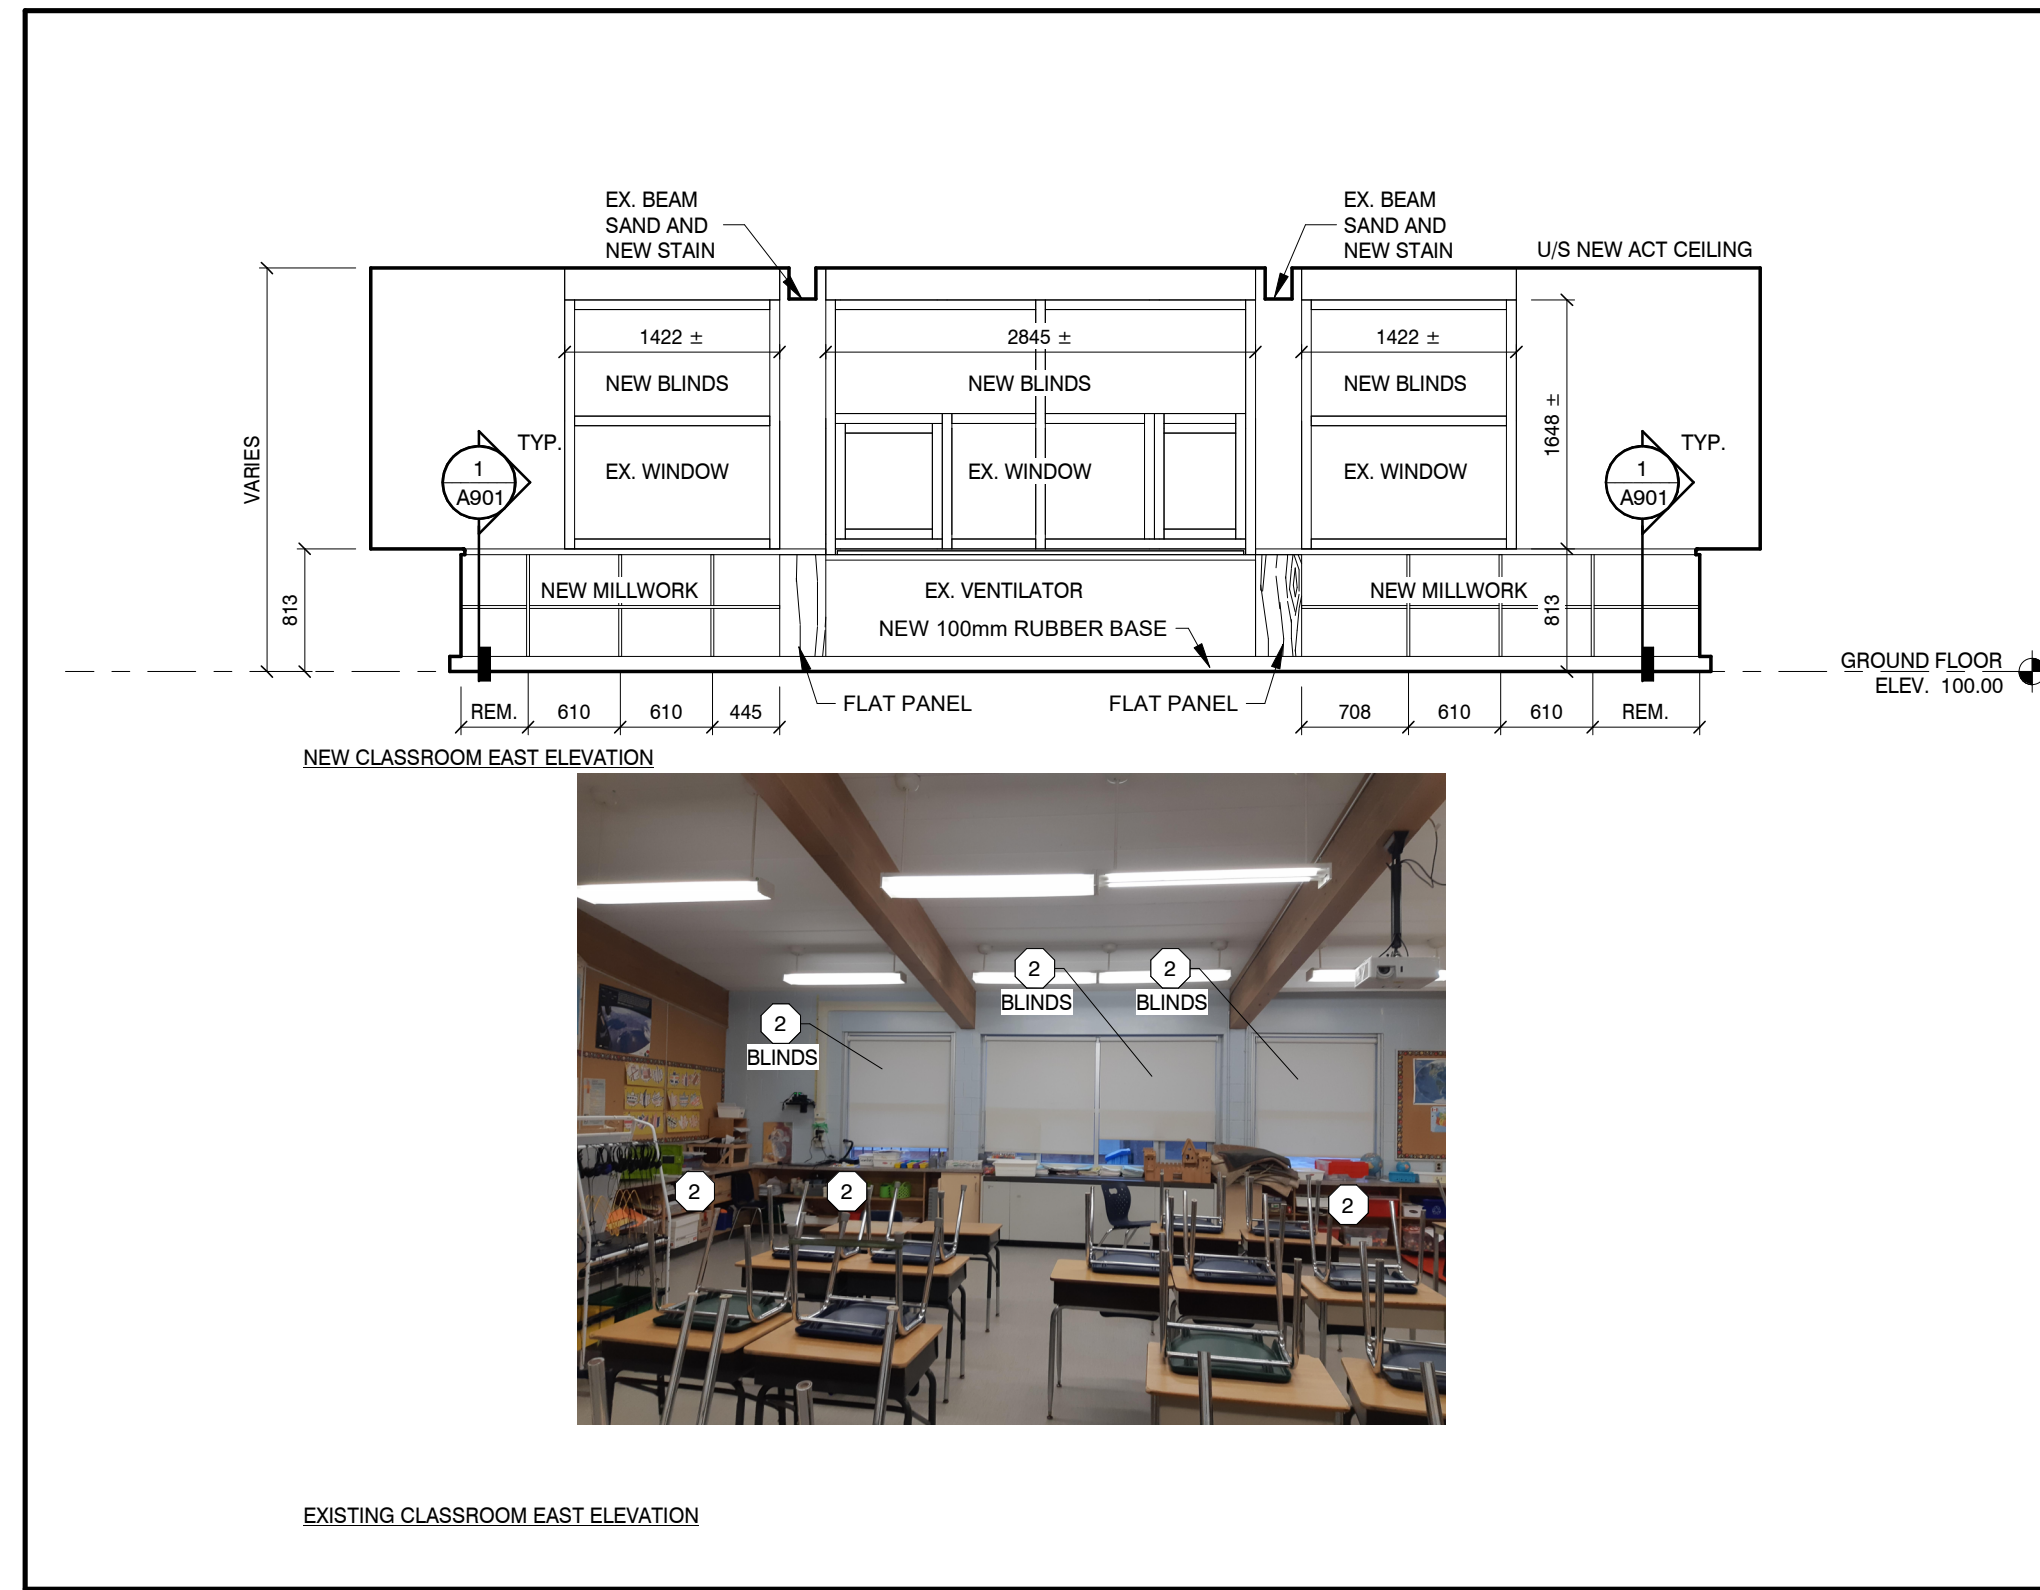 EX. BEAM
SAND AND
NEW STAIN
EX. BEAM
SAND AND
NEW STAIN
U/S NEW ACT CEILING
1422 ±
2845 ±
1422 ±
NEW BLINDS
NEW BLINDS
NEW BLINDS
1648 ±
VARIES
TYP.
1
A901
EX. WINDOW
EX. WINDOW
EX. WINDOW
TYP.
1
A901
813
NEW MILLWORK
EX. VENTILATOR
NEW MILLWORK
813
NEW 100mm RUBBER BASE
GROUND FLOOR
ELEV. 100.00
FLAT PANEL
FLAT PANEL
REM.
610
610
445
708
610
610
REM.
NEW CLASSROOM EAST ELEVATION
2
BLINDS
2
BLINDS
2
BLINDS
2
2
2
EXISTING CLASSROOM EAST ELEVATION